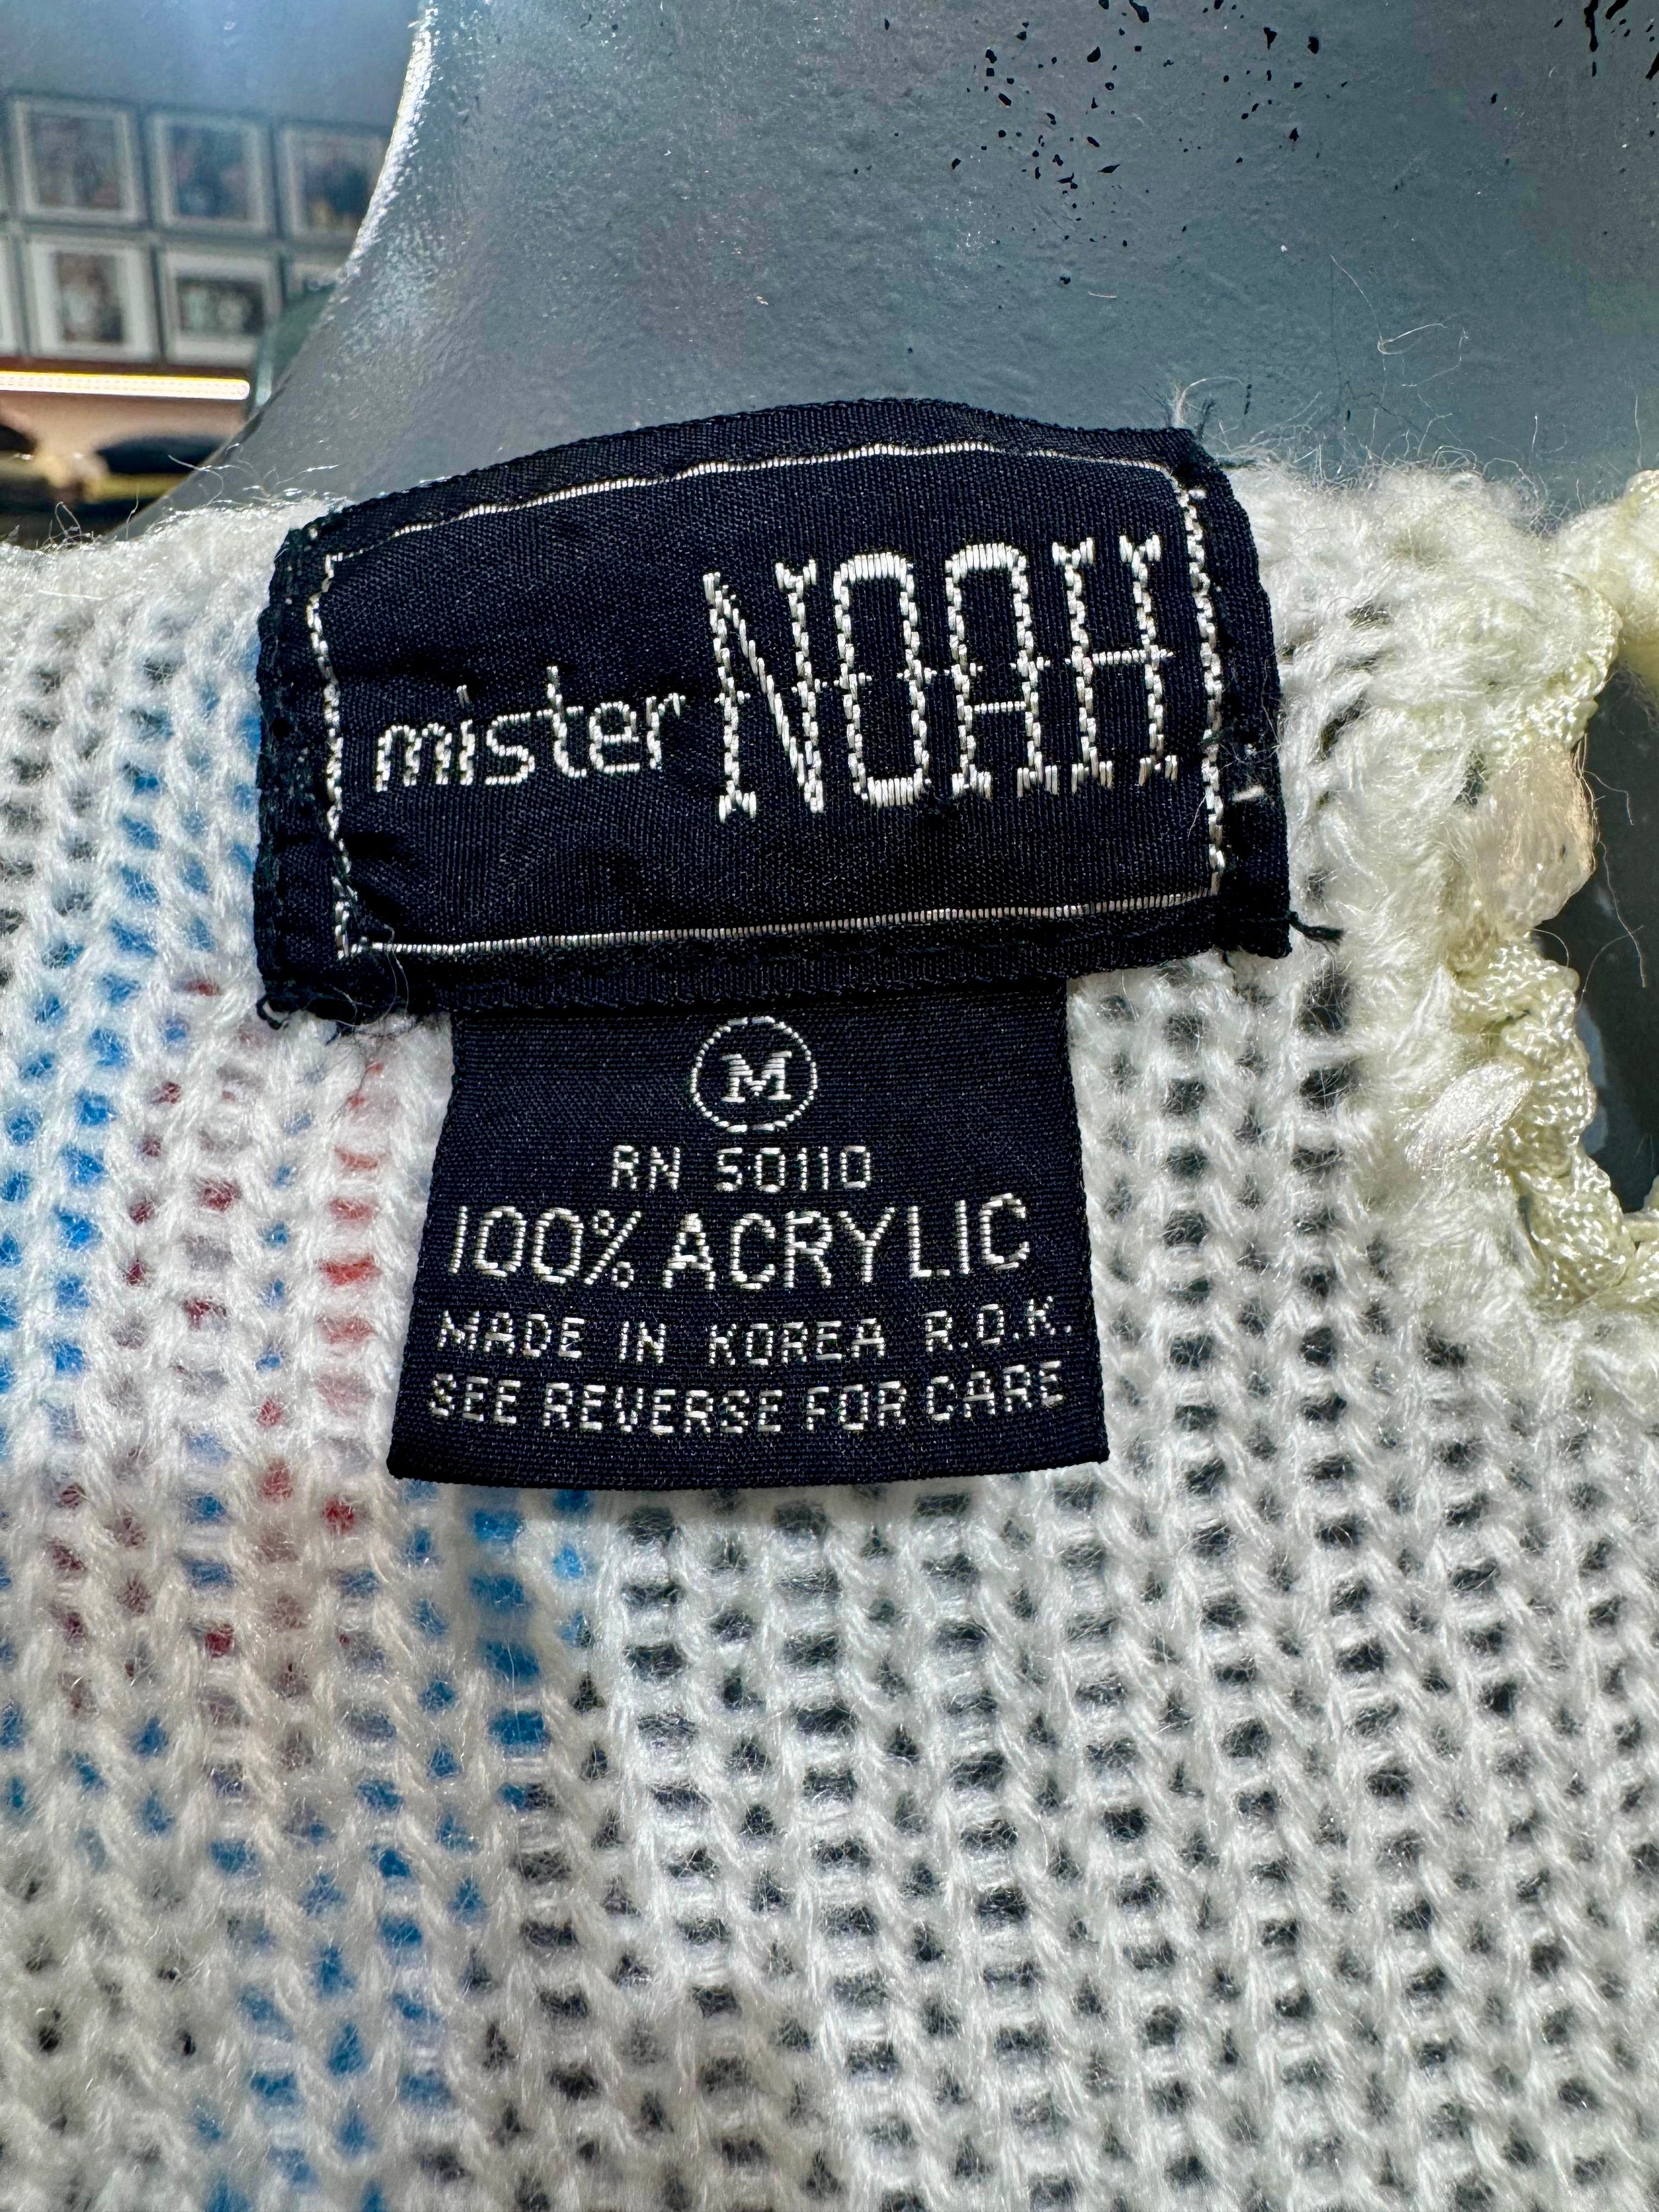 mister NOAH
M
RN 50110
100% ACRYLIC
MADE IN KOREA R.O.K.
SEE REVERSE FOR CARE